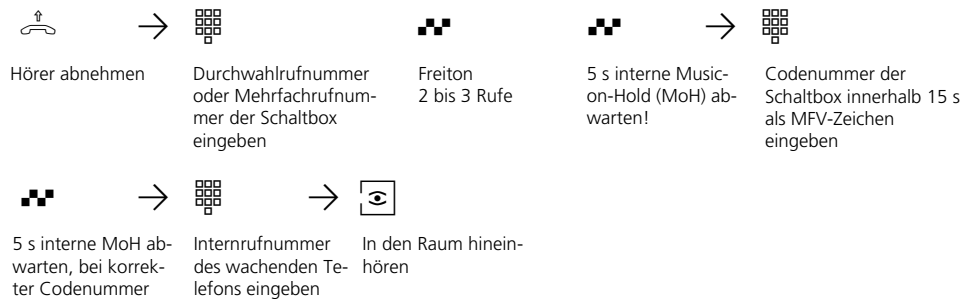 Hörer abnehmen
Durchwahlrufnummer
oder Mehrfachrufnum-
mer der Schaltbox
eingeben
Freiton
2 bis 3 Rufe
5 s interne Music-
on-Hold (MoH) ab-
warten!
Codenummer der
Schaltbox innerhalb 15 s
als MFV-Zeichen
eingeben
5 s interne MoH ab-
warten, bei korrek-
ter Codenummer
Internrufnummer
des wachenden Te-
lefons eingeben
In den Raum hinein-
hören